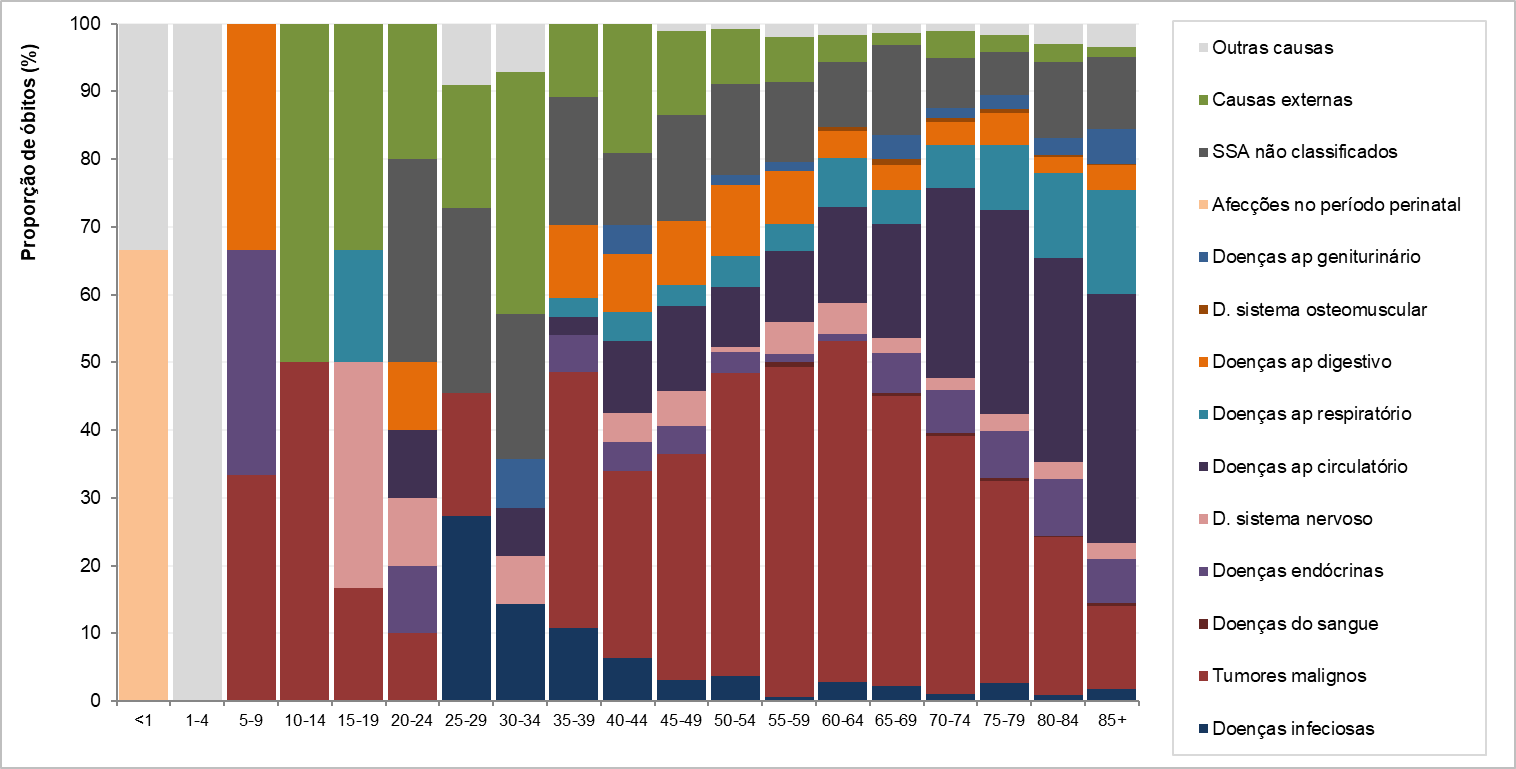 Proporção de óbitos (%)
100
90
80
70
60
50
40
30
20
10
0
<1 1-4 5-9 10-14 15-19 20-24 25-29 30-34 35-39 40-44 45-49 50-54 55-59 60-64 65-69 70-74 75-79 80-84 85+
Outras causas
Causas externas
SSA não classificados
Afecções no período perinatal
Doenças ap geniturinário
D. sistema osteomuscular
Doenças ap digestivo
Doenças ap respiratório
Doenças ap circulatório
D. sistema nervoso
Doenças endócrinas
Doenças do sangue
Tumores malignos
Doenças infeciosas